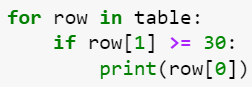 for row in table:
    if row[1] >= 30:
        print(row[0])